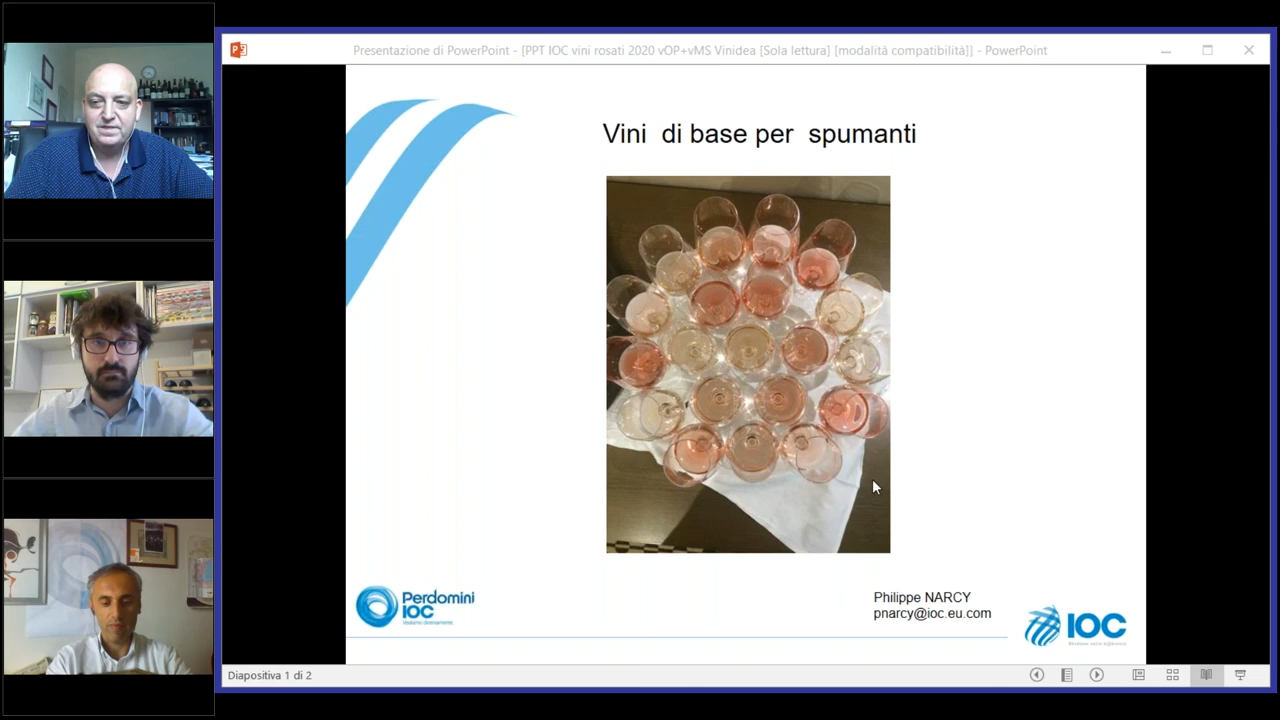 Presentazione di PowerPoint - [PPT IOC vini rosati 2020 vOP+vMS Vinidea [Sola lettura] [modalità compatibilità]] - PowerPoint
Vini di base per spumanti
Perdomini
IOC
Philippe NARCY
pnarcy@ioc.eu.com
IOC
Diapositiva 1 di 2